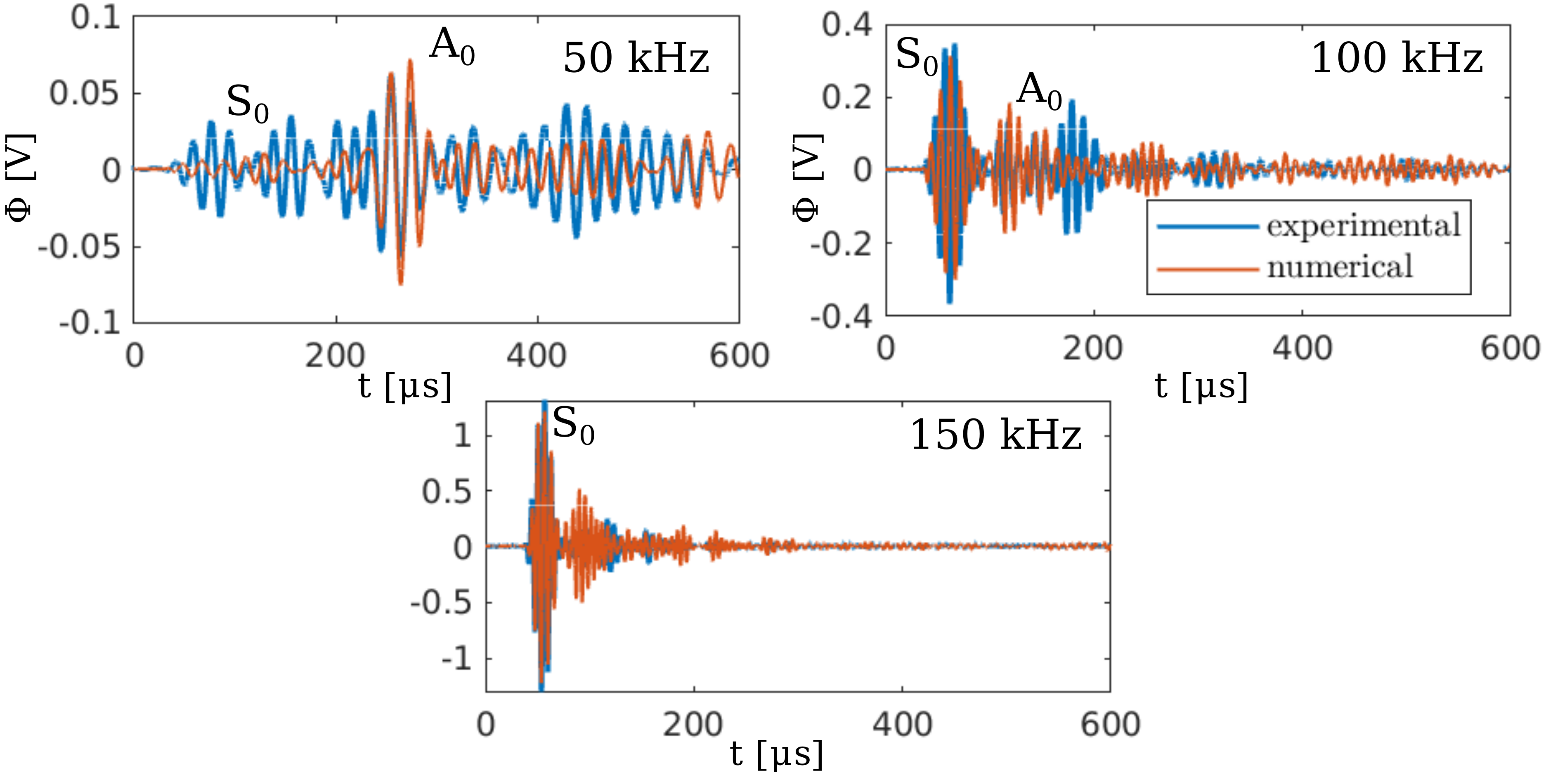 0.1
0.05
0
-0.05
-0.1
Φ [V]
S₀
A₀
50 kHz
0 200 400 600
t [μs]
0.4
0.2
0
-0.2
-0.4
Φ [V]
S₀
A₀
100 kHz
experimental
numerical
0 200 400 600
t [μs]
1
0.5
0
-0.5
-1
S₀
150 kHz
0 200 400 600
t [μs]